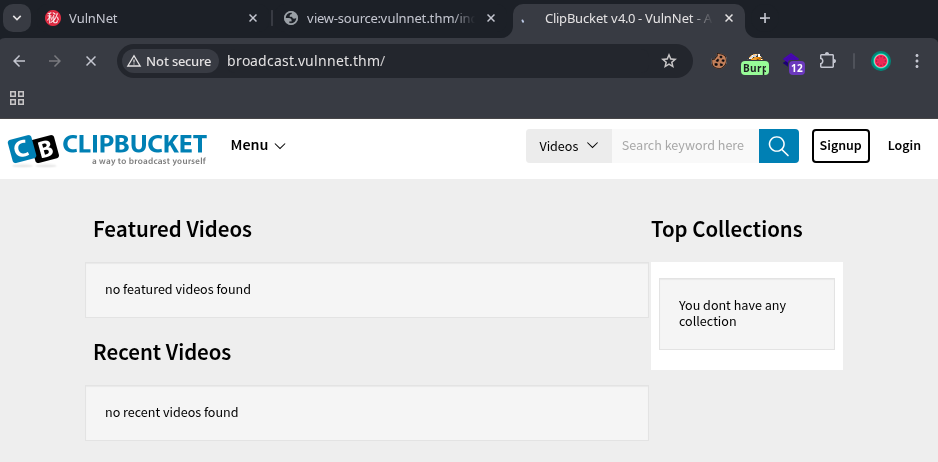 VulnNet
view-source:vulnnet.thm/in
ClipBucket v4.0 - VulnNet - A
Not secure
broadcast.vulnnet.thm/
Burp
12
CB CLIPBUCKET
a way to broadcast yourself
Menu
Videos
Search keyword here
Signup
Login
Featured Videos
Top Collections
no featured videos found
You dont have any
collection
Recent Videos
no recent videos found